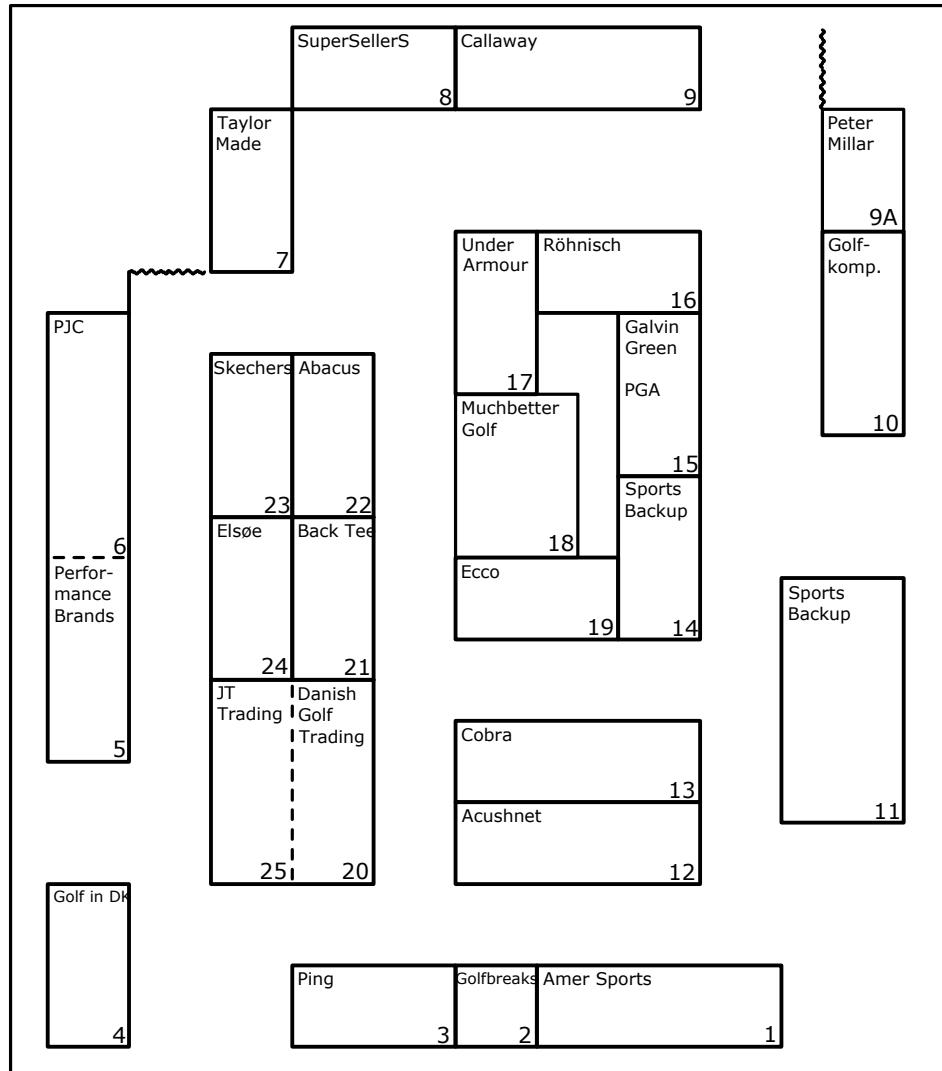 SuperSellerS
8
Callaway
9
Taylor
Made
7
Peter
Millar
9A
Under
Armour
17
Röhnisch
16
Golf-
komp.
10
PJC
6
Galvin
Green
PGA
15
Skechers
23
Abacus
22
Muchbetter
Golf
18
Sports
Backup
14
Elsøe
24
Back Tee
21
Perfor-
mance
Brands
5
Ecco
19
Sports
Backup
11
JT
Trading
25
Danish
Golf
Trading
20
Cobra
13
Acushnet
12
Golf in DK
4
Ping
3
Golfbreaks
2
Amer Sports
1